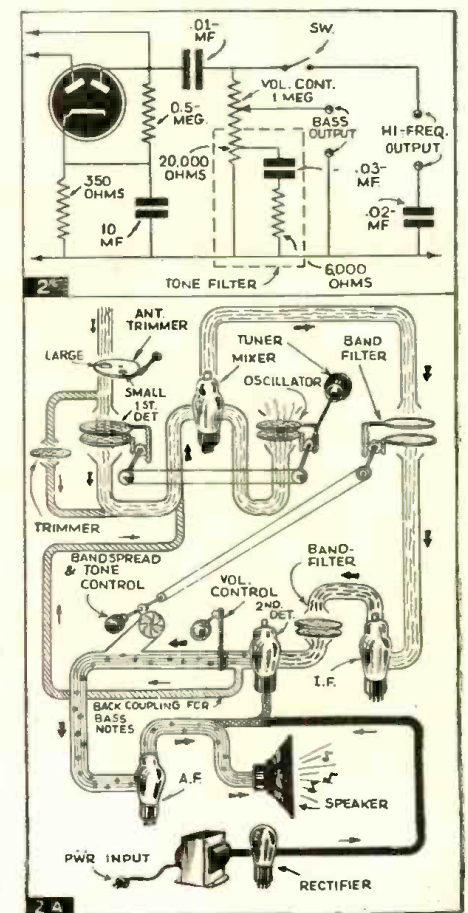 .01-
MF.
SW.
VOL. CONT.
1 MEG
0.5-
MEG.
BASS
OUTPUT
HI-FREQ.
OUTPUT
20,000
OHMS
350
OHMS
10
MF
.03-
MF.
.02-
MF
6,000
OHMS
TONE FILTER
2
ANT.
TRIMMER
LARGE
SMALL
1ST.
DET
TUNER
MIXER
OSCILLATOR
BAND
FILTER
TRIMMER
BANDSPREAD
& TONE
CONTROL
VOL.
CONTROL
2ND.
DET.
BAND-
FILTER
I.F.
BACK COUPLING FOR
BASS
NOTES
A.F.
SPEAKER
PWR INPUT
RECTIFIER
2A